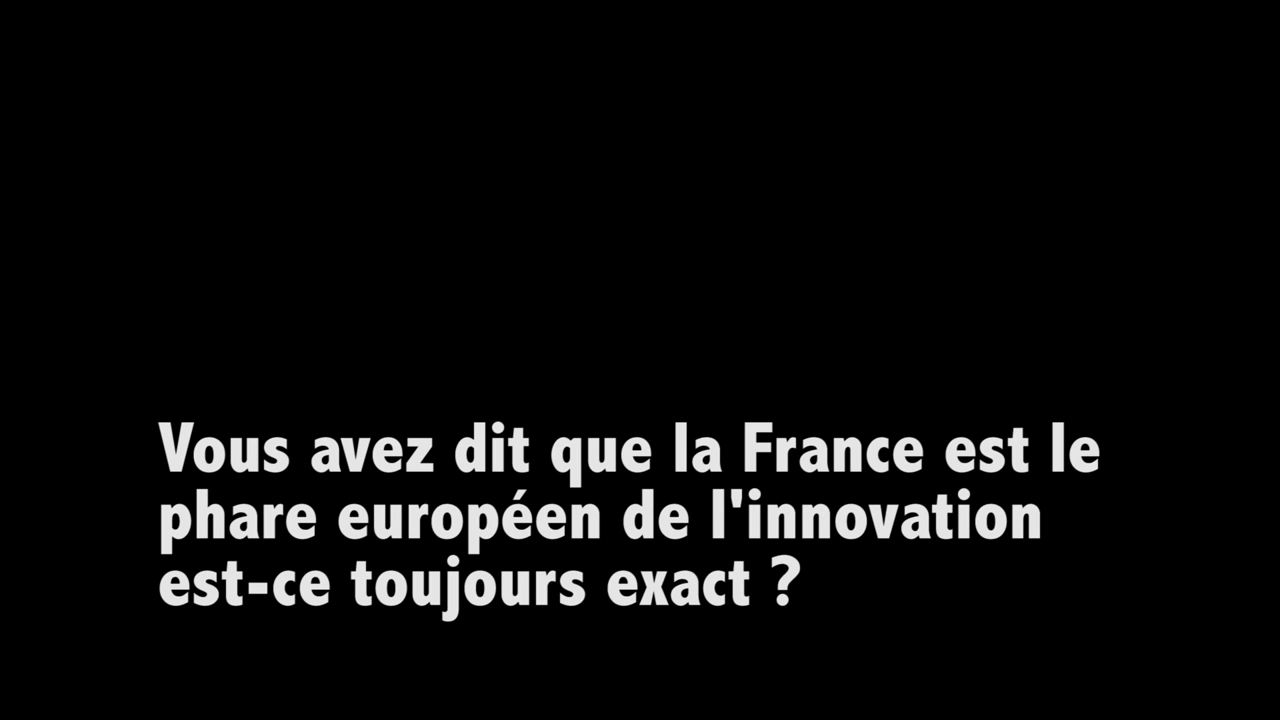 Vous avez dit que la France est le
phare européen de l'innovation
est-ce toujours exact ?